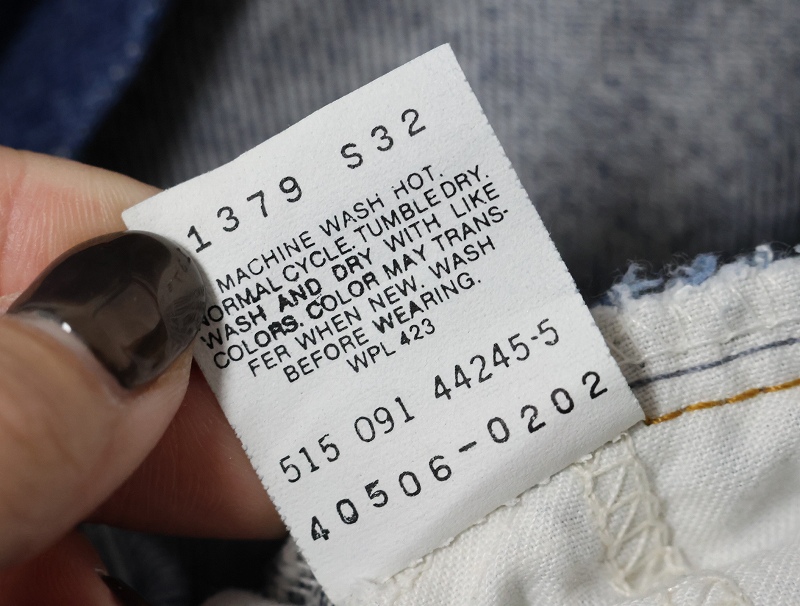 1379 S32
MACHINE WASH HOT.
NORMAL CYCLE. TUMBLE DRY.
WASH AND DRY WITH LIKE
COLORS. COLOR MAY TRANS-
FER WHEN NEW. WASH
BEFORE WEARING.
WPL 423
515 091 44245-5
40506-0202